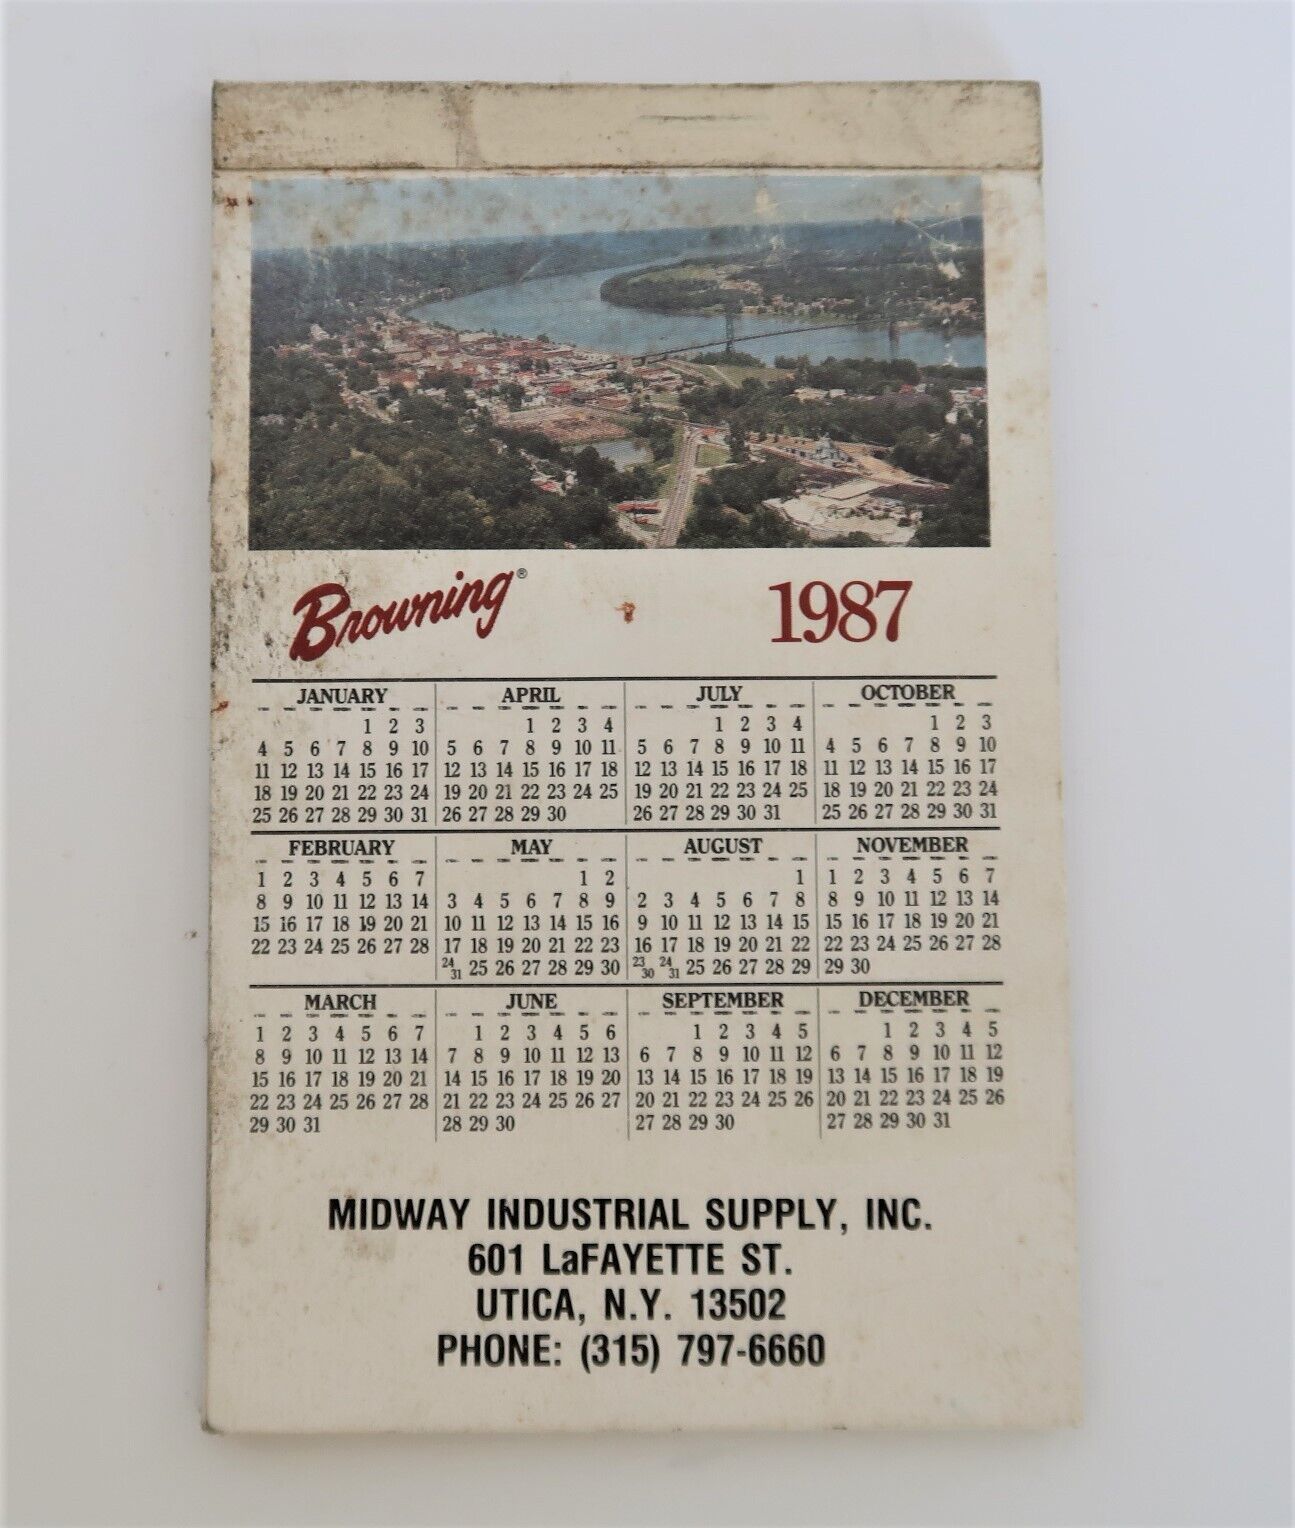 Browning® 1987
JANUARY
1 2 3
4 5 6 7 8 9 10
11 12 13 14 15 16 17
18 19 20 21 22 23 24
25 26 27 28 29 30 31
APRIL
1 2 3 4
5 6 7 8 9 10 11
12 13 14 15 16 17 18
19 20 21 22 23 24 25
26 27 28 29 30
JULY
1 2 3 4
5 6 7 8 9 10 11
12 13 14 15 16 17 18
19 20 21 22 23 24 25
26 27 28 29 30 31
OCTOBER
1 2 3
4 5 6 7 8 9 10
11 12 13 14 15 16 17
18 19 20 21 22 23 24
25 26 27 28 29 30 31
FEBRUARY
1 2 3 4 5 6 7
8 9 10 11 12 13 14
15 16 17 18 19 20 21
22 23 24 25 26 27 28
MAY
1 2
3 4 5 6 7 8 9
10 11 12 13 14 15 16
17 18 19 20 21 22 23
24/31 25 26 27 28 29 30
AUGUST
1
2 3 4 5 6 7 8
9 10 11 12 13 14 15
16 17 18 19 20 21 22
23/30 24/31 25 26 27 28 29
NOVEMBER
1 2 3 4 5 6 7
8 9 10 11 12 13 14
15 16 17 18 19 20 21
22 23 24 25 26 27 28
29 30
MARCH
1 2 3 4 5 6 7
8 9 10 11 12 13 14
15 16 17 18 19 20 21
22 23 24 25 26 27 28
29 30 31
JUNE
1 2 3 4 5 6
7 8 9 10 11 12 13
14 15 16 17 18 19 20
21 22 23 24 25 26 27
28 29 30
SEPTEMBER
1 2 3 4 5
6 7 8 9 10 11 12
13 14 15 16 17 18 19
20 21 22 23 24 25 26
27 28 29 30
DECEMBER
1 2 3 4 5
6 7 8 9 10 11 12
13 14 15 16 17 18 19
20 21 22 23 24 25 26
27 28 29 30 31
MIDWAY INDUSTRIAL SUPPLY, INC.
601 LaFAYETTE ST.
UTICA, N.Y. 13502
PHONE: (315) 797-6660